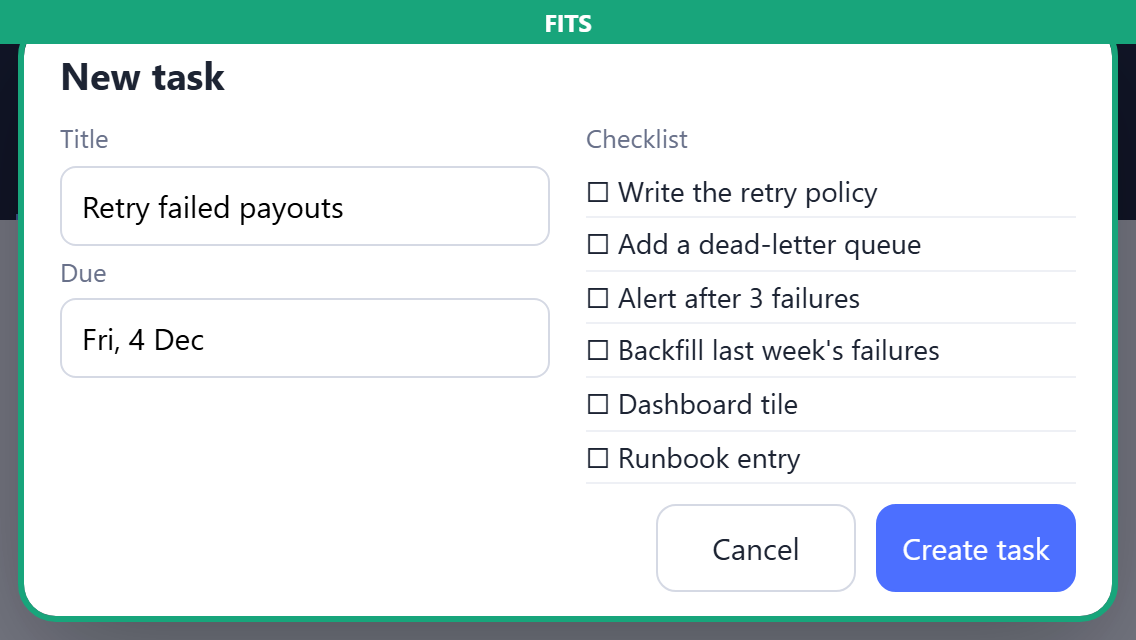 FITS
New task
Title
Retry failed payouts
Due
Fri, 4 Dec
Checklist
☐ Write the retry policy
☐ Add a dead-letter queue
☐ Alert after 3 failures
☐ Backfill last week's failures
☐ Dashboard tile
☐ Runbook entry
Cancel
Create task